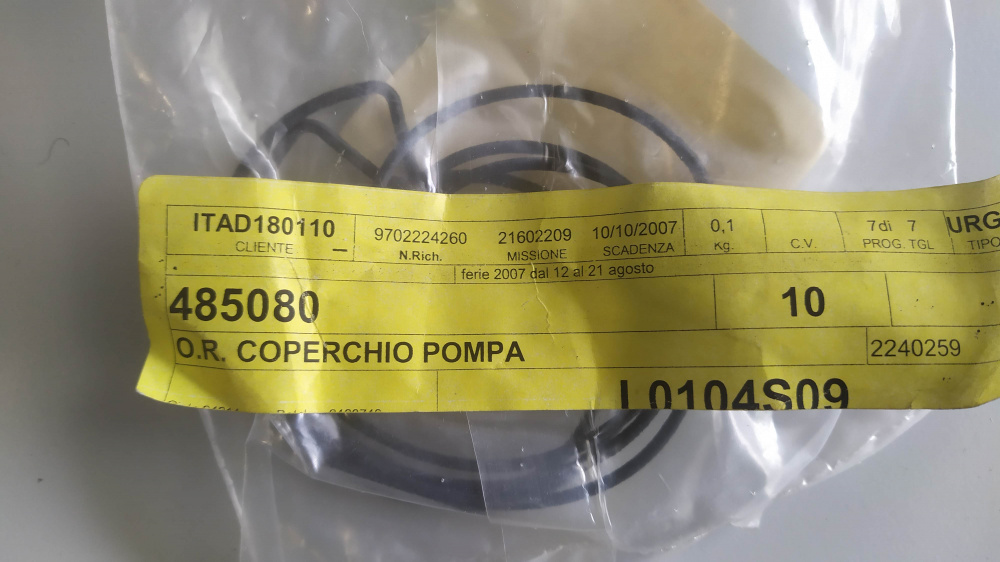 ITAD180110 9702224260 21602209 10/10/2007 0,1 7di 7 URG
CLIENTE _ N.Rich. MISSIONE SCADENZA Kg. C.V. PROG. TGL TIPO
ferie 2007 dal 12 al 21 agosto
485080 10
O.R. COPERCHIO POMPA 2240259
L0104S09